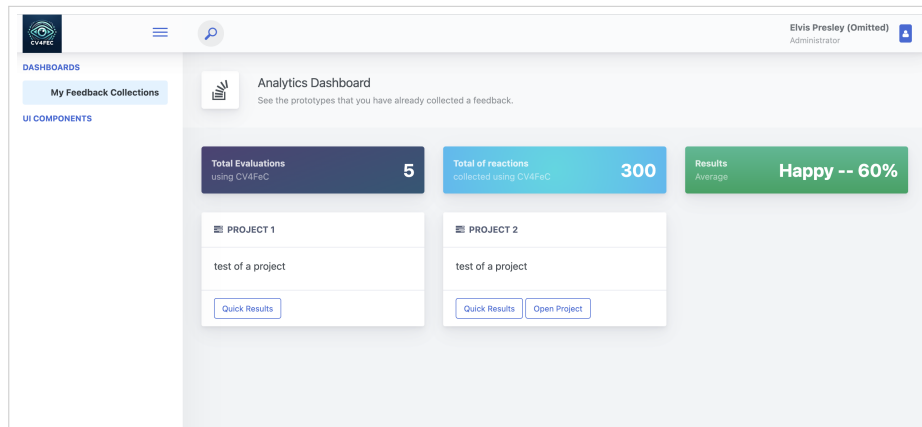 CV4FEC
Elvis Presley (Omitted)
Administrator
DASHBOARDS
My Feedback Collections
UI COMPONENTS
Analytics Dashboard
See the prototypes that you have already collected a feedback.
Total Evaluations
using CV4FeC
5
Total of reactions
collected using CV4FeC
300
Results
Average
Happy -- 60%
PROJECT 1
test of a project
Quick Results
PROJECT 2
test of a project
Quick Results
Open Project